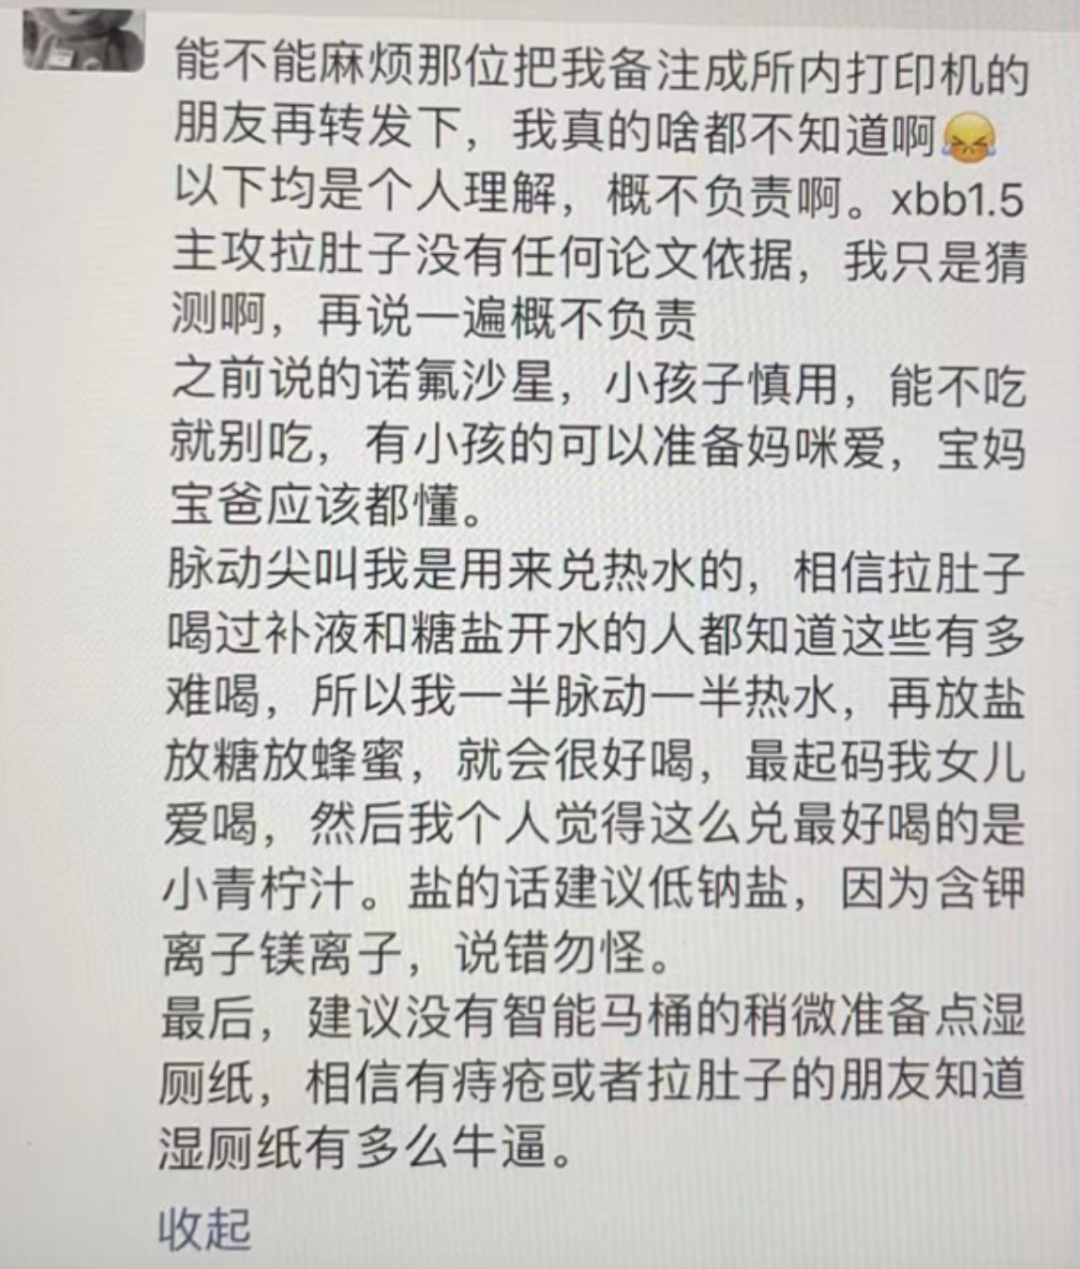 能不能麻烦那位把我备注成所内打印机的
朋友再转发下，我真的啥都不知道啊😭
以下均是个人理解，概不负责啊。xbb1.5
主攻拉肚子没有任何论文依据，我只是猜
测啊，再说一遍概不负责
之前说的诺氟沙星，小孩子慎用，能不吃
就别吃，有小孩的可以准备妈咪爱，宝妈
宝爸应该都懂。
脉动尖叫我是用来兑热水的，相信拉肚子
喝过补液和糖盐开水的人都知道这些有多
难喝，所以我一半脉动一半热水，再放盐
放糖放蜂蜜，就会很好喝，最起码我女儿
爱喝，然后我个人觉得这么兑最好喝的是
小青柠汁。盐的话建议低钠盐，因为含钾
离子镁离子，说错勿怪。
最后，建议没有智能马桶的稍微准备点湿
厕纸，相信有痔疮或者拉肚子的朋友知道
湿厕纸有多么牛逼。
收起